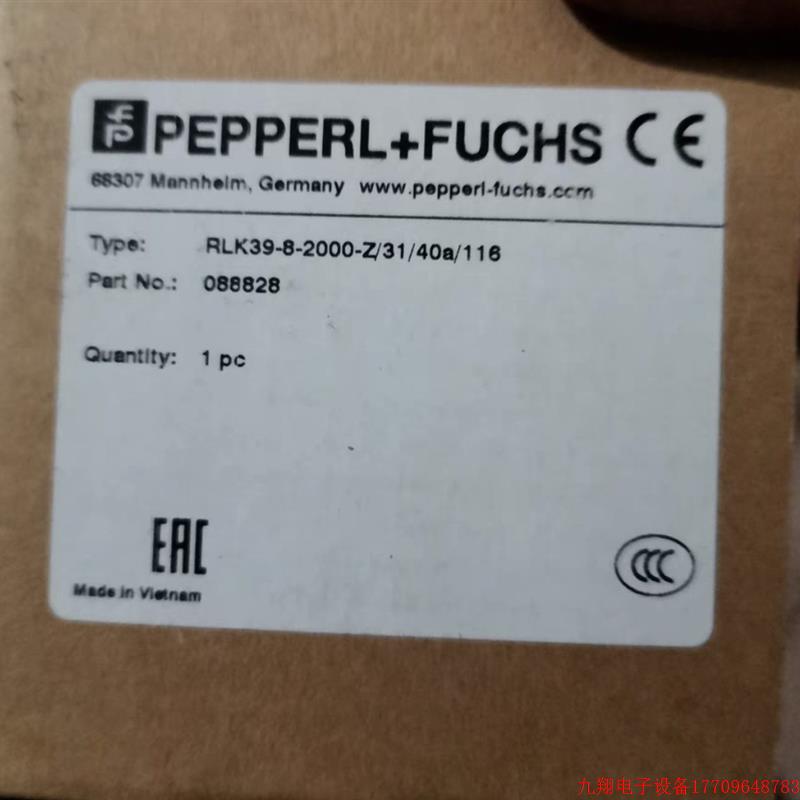 PEPPERL+FUCHS CE
68307 Mannheim, Germany www.pepperl-fuchs.com
Type: RLK39-8-2000-Z/31/40a/116
Part No.: 088828
Quantity: 1 pc
EAC
CCC
Made in Vietnam
九翔电子设备17709648783